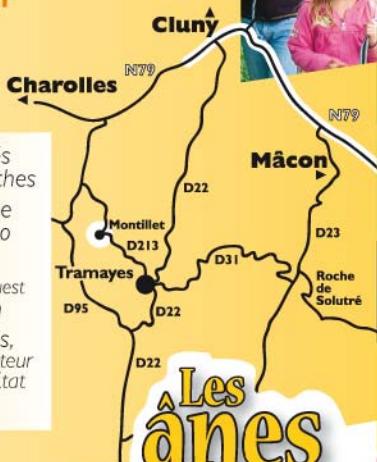 Cluny
N79
Charolles
N79
Mâcon
D22
Montillet
D213
D23
Tramayes
D31
Roche
de
Solutré
D95
D22
D22
Les
ânes